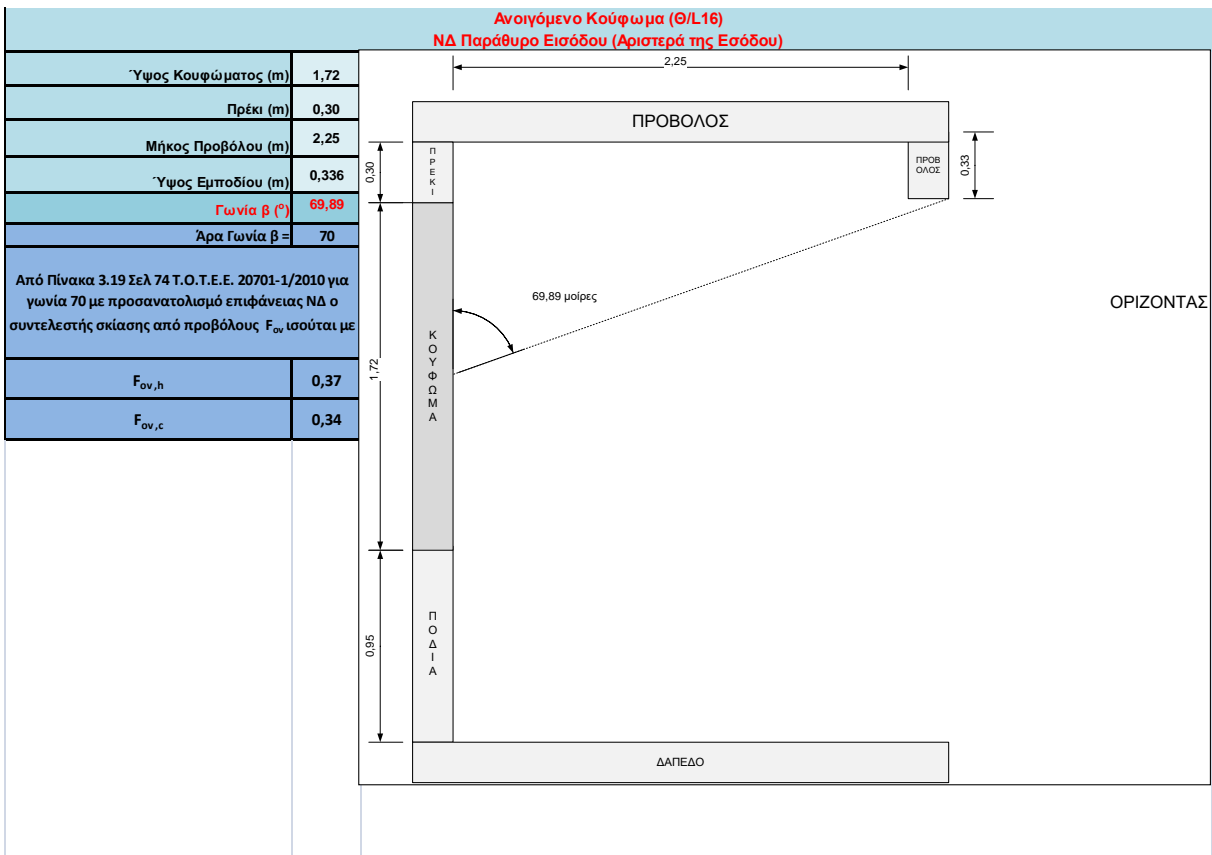 Ανοιγόμενο Κούφωμα (Θ/L16)
ΝΔ Παράθυρο Εισόδου (Αριστερά της Εσόδου)
Ύψος Κουφώματος (m) 1,72
Πρέκι (m) 0,30
Μήκος Προβόλου (m) 2,25
Ύψος Εμποδίου (m) 0,336
Γωνία β (°) 69,89
Άρα Γωνία β = 70
Από Πίνακα 3.19 Σελ 74 Τ.Ο.Τ.Ε.Ε. 20701-1/2010 για
γωνία 70 με προσανατολισμό επιφάνειας ΝΔ ο
συντελεστής σκίασης από προβόλους Fov ισούται με
Fov,h 0,37
Fov,c 0,34
2,25
ΠΡΟΒΟΛΟΣ
ΠΡΕΚΙ
0,30
ΠΡΟΒ
ΟΛΟΣ
0,33
69,89 μοίρες
ΟΡΙΖΟΝΤΑΣ
ΚΟΥΦΩΜΑ
1,72
ΠΟΔΙΑ
0,95
ΔΑΠΕΔΟ